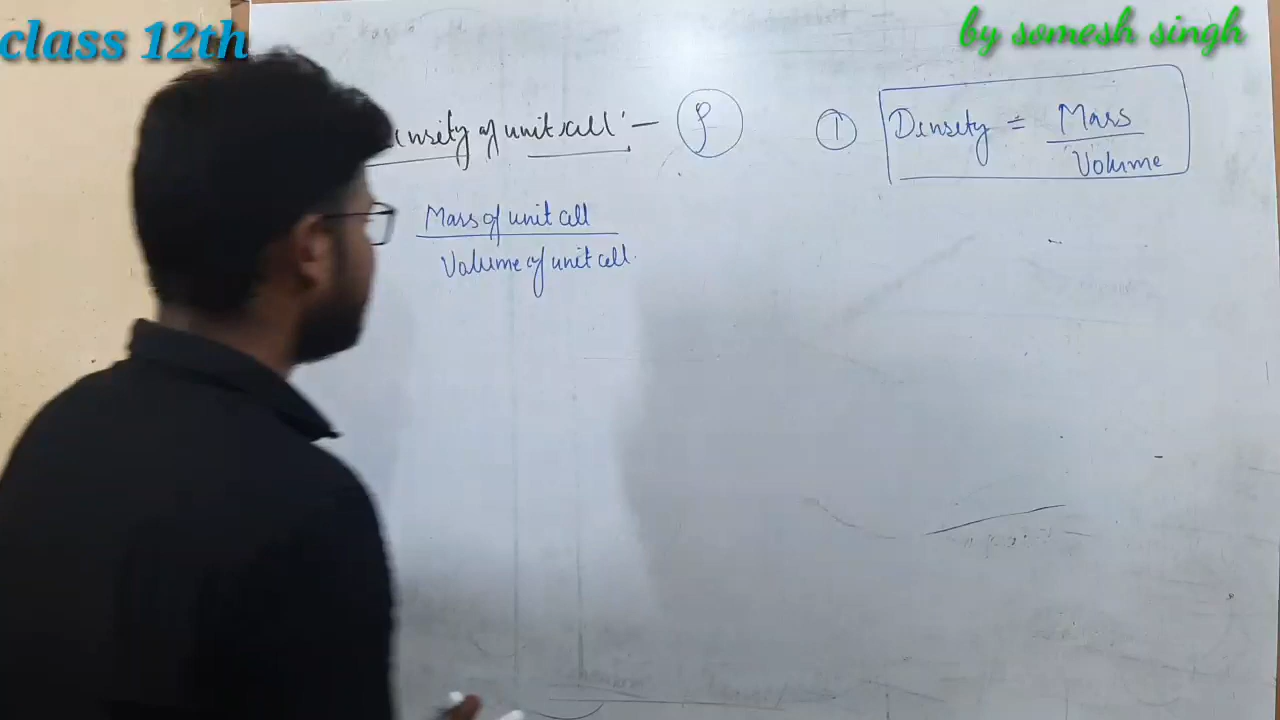 class 12th
by somesh singh
Density of unit cell :- ρ
① Density = Mass
Volume
Mass of unit cell
Volume of unit cell.